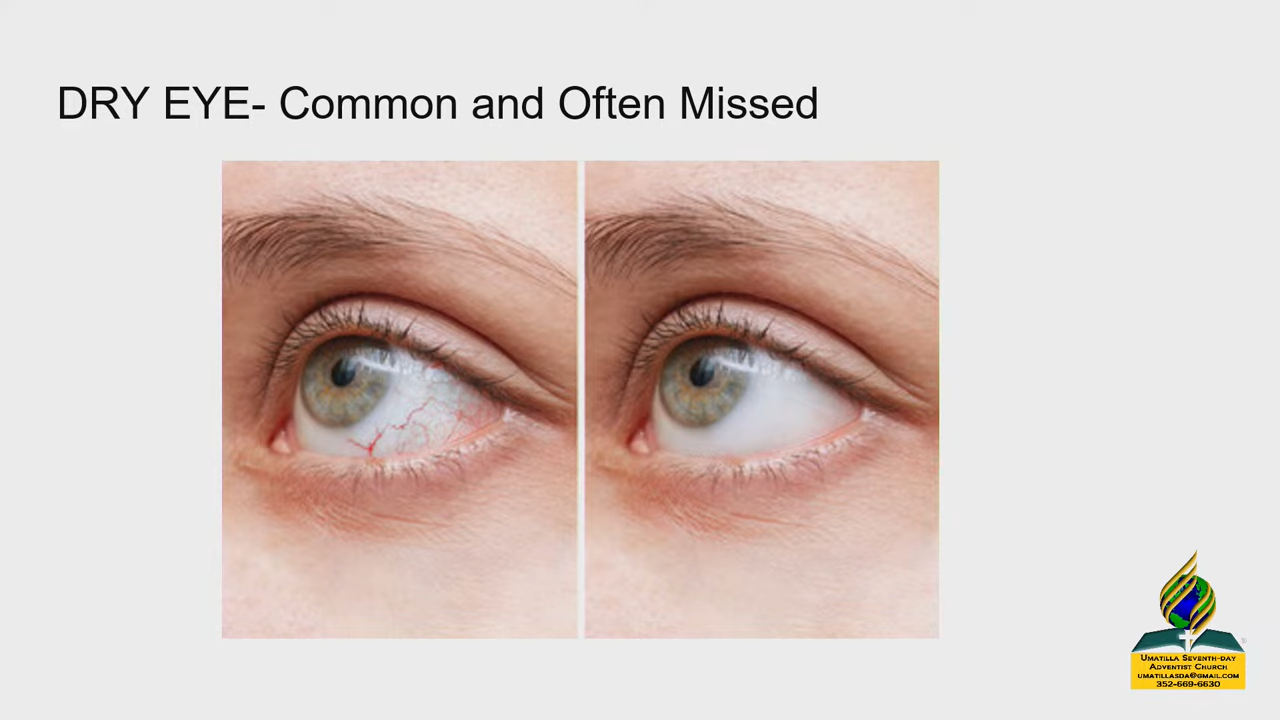 DRY EYE- Common and Often Missed
Umatilla Seventh-day
Adventist Church
umatillasda@gmail.com
352-669-6630